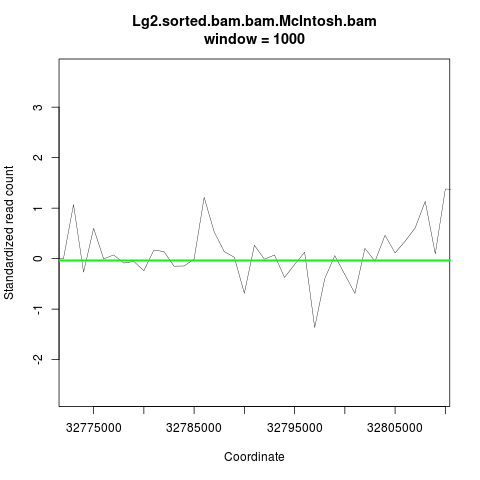 Lg2.sorted.bam.bam.McIntosh.bam
window = 1000
Standardized read count
3
2
1
0
-1
-2
32775000 32785000 32795000 32805000
Coordinate